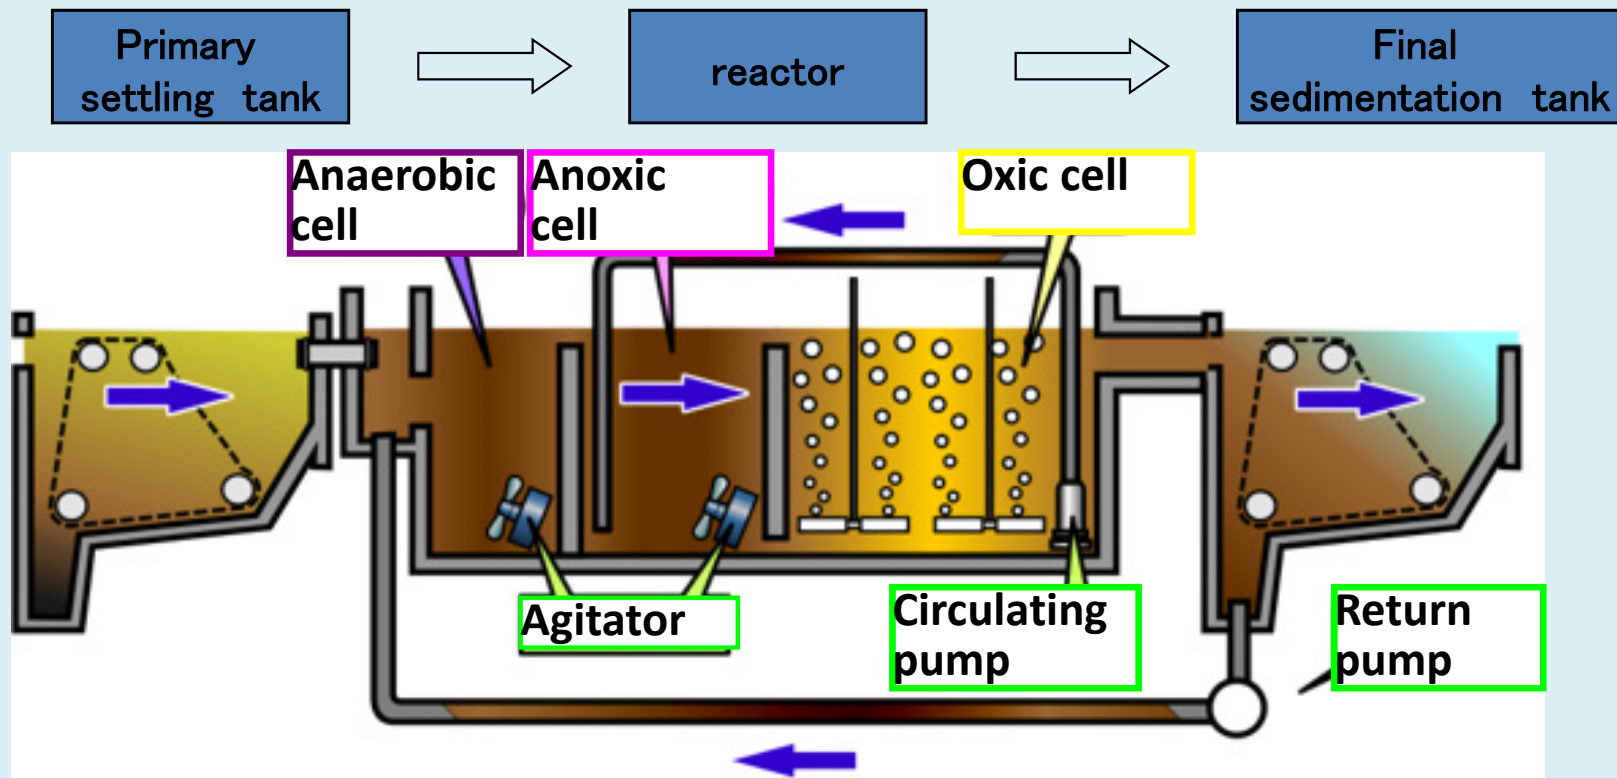 Primary
settling tank
reactor
Final
sedimentation tank
Anaerobic
cell
Anoxic
cell
Oxic cell
Agitator
Circulating
pump
Return
pump